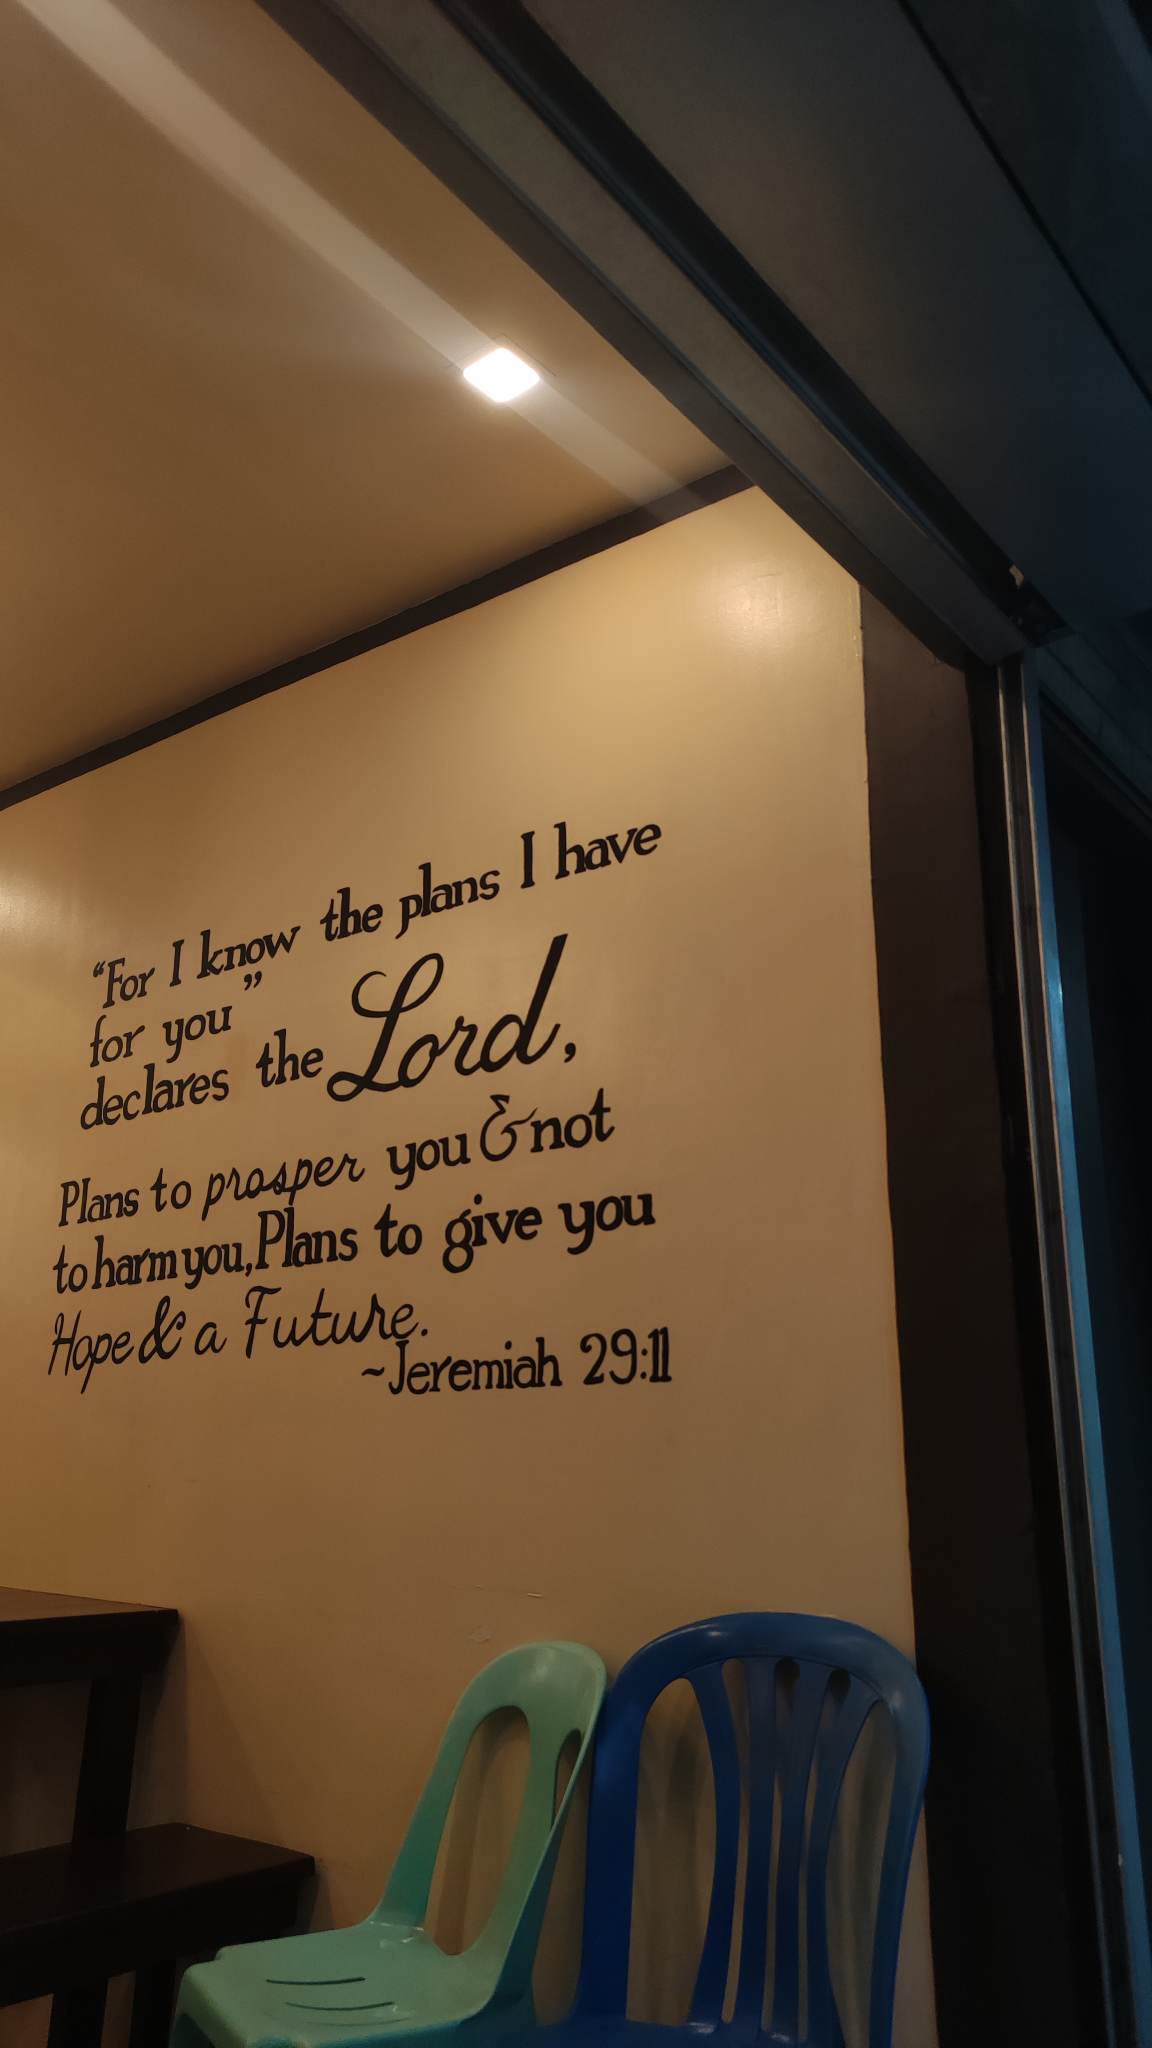 “For I know the plans I have
for you”
declares the Lord,
Plans to prosper you & not
to harm you, Plans to give you
Hope & a Future.
~Jeremiah 29:11